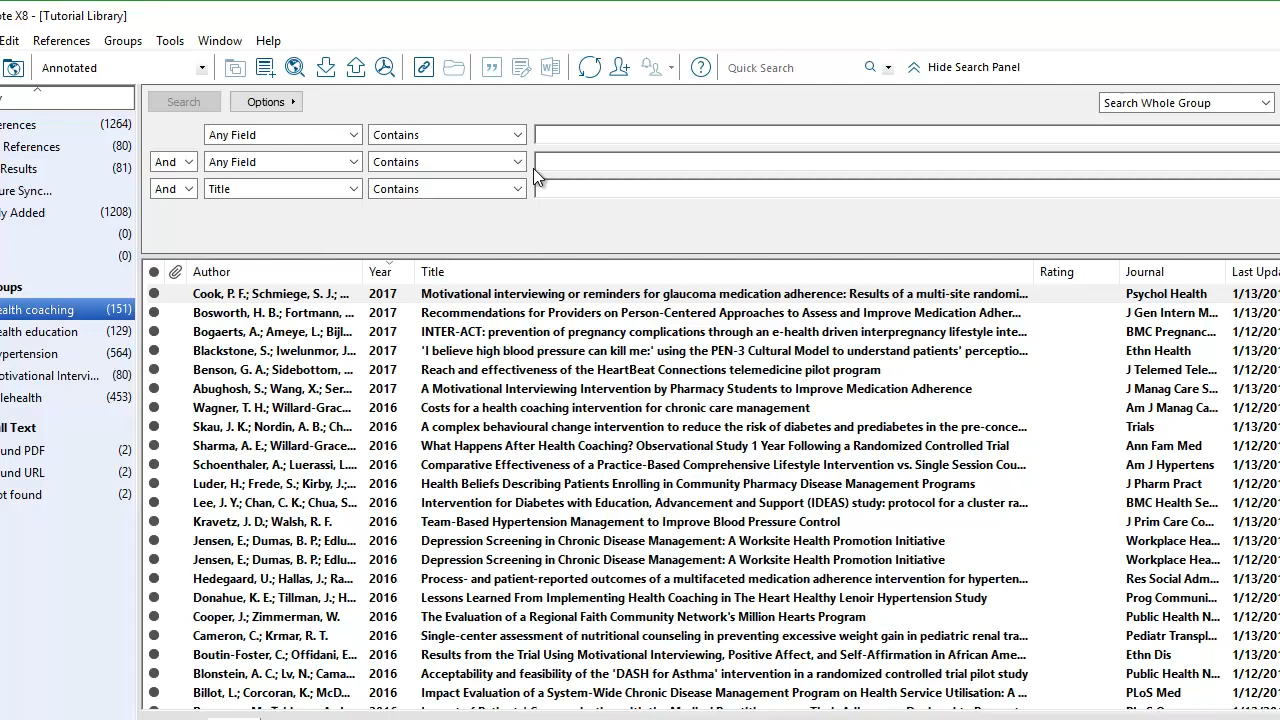 ote X8 - [Tutorial Library]
Edit References Groups Tools Window Help
Annotated Quick Search Hide Search Panel
y Search Options Search Whole Group
erences (1264) Any Field Contains
References (80) And Any Field Contains
Results (81) And Title Contains
ure Sync...
ly Added (1208)
(0)
(0)
oups
ealth coaching (151)
ealth education (129)
ypertension (564)
otivational Intervi... (80)
lehealth (453)
ll Text
und PDF (2)
und URL (2)
ot found (2)
Author Year Title Rating Journal Last Upda
Cook, P. F.; Schmiege, S. J.; ... 2017 Motivational interviewing or reminders for glaucoma medication adherence: Results of a multi-site randomi... Psychol Health 1/13/201
Bosworth, H. B.; Fortmann, ... 2017 Recommendations for Providers on Person-Centered Approaches to Assess and Improve Medication Adher... J Gen Intern M... 1/13/201
Bogaerts, A.; Ameye, L.; Bijl... 2017 INTER-ACT: prevention of pregnancy complications through an e-health driven interpregnancy lifestyle inte... BMC Pregnanc... 1/13/201
Blackstone, S.; Iwelunmor, J... 2017 'I believe high blood pressure can kill me:' using the PEN-3 Cultural Model to understand patients' perceptio... Ethn Health 1/13/201
Benson, G. A.; Sidebottom, ... 2017 Reach and effectiveness of the HeartBeat Connections telemedicine pilot program J Telemed Tele... 1/12/201
Abughosh, S.; Wang, X.; Ser... 2017 A Motivational Interviewing Intervention by Pharmacy Students to Improve Medication Adherence J Manag Care S... 1/13/201
Wagner, T. H.; Willard-Grac... 2016 Costs for a health coaching intervention for chronic care management Am J Manag Ca... 1/12/201
Skau, J. K.; Nordin, A. B.; Ch... 2016 A complex behavioural change intervention to reduce the risk of diabetes and prediabetes in the pre-conce... Trials 1/13/201
Sharma, A. E.; Willard-Grace... 2016 What Happens After Health Coaching? Observational Study 1 Year Following a Randomized Controlled Trial Ann Fam Med 1/12/201
Schoenthaler, A.; Luerassi, L.... 2016 Comparative Effectiveness of a Practice-Based Comprehensive Lifestyle Intervention vs. Single Session Cou... Am J Hypertens 1/13/201
Luder, H.; Frede, S.; Kirby, J.;... 2016 Health Beliefs Describing Patients Enrolling in Community Pharmacy Disease Management Programs J Pharm Pract 1/12/201
Lee, J. Y.; Chan, C. K.; Chua, S... 2016 Intervention for Diabetes with Education, Advancement and Support (IDEAS) study: protocol for a cluster ra... BMC Health Se... 1/13/201
Kravetz, J. D.; Walsh, R. F. 2016 Team-Based Hypertension Management to Improve Blood Pressure Control J Prim Care Co... 1/13/201
Jensen, E.; Dumas, B. P.; Edlu... 2016 Depression Screening in Chronic Disease Management: A Worksite Health Promotion Initiative Workplace Hea... 1/13/201
Jensen, E.; Dumas, B. P.; Edlu... 2016 Depression Screening in Chronic Disease Management: A Worksite Health Promotion Initiative Workplace Hea... 1/12/201
Hedegaard, U.; Hallas, J.; Ra... 2016 Process- and patient-reported outcomes of a multifaceted medication adherence intervention for hyperten... Res Social Adm... 1/13/201
Donahue, K. E.; Tillman, J.; H... 2016 Lessons Learned From Implementing Health Coaching in The Heart Healthy Lenoir Hypertension Study Prog Communi... 1/12/201
Cooper, J.; Zimmerman, W. 2016 The Evaluation of a Regional Faith Community Network's Million Hearts Program Public Health N... 1/12/201
Cameron, C.; Krmar, R. T. 2016 Single-center assessment of nutritional counseling in preventing excessive weight gain in pediatric renal tra... Pediatr Transpl... 1/13/201
Boutin-Foster, C.; Offidani, E... 2016 Results from the Trial Using Motivational Interviewing, Positive Affect, and Self-Affirmation in African Ame... Ethn Dis 1/13/201
Blonstein, A. C.; Lv, N.; Cama... 2016 Acceptability and feasibility of the 'DASH for Asthma' intervention in a randomized controlled trial pilot study Public Health N... 1/12/201
Billot, L.; Corcoran, K.; McD... 2016 Impact Evaluation of a System-Wide Chronic Disease Management Program on Health Service Utilisation: A ... PLoS Med 1/12/201